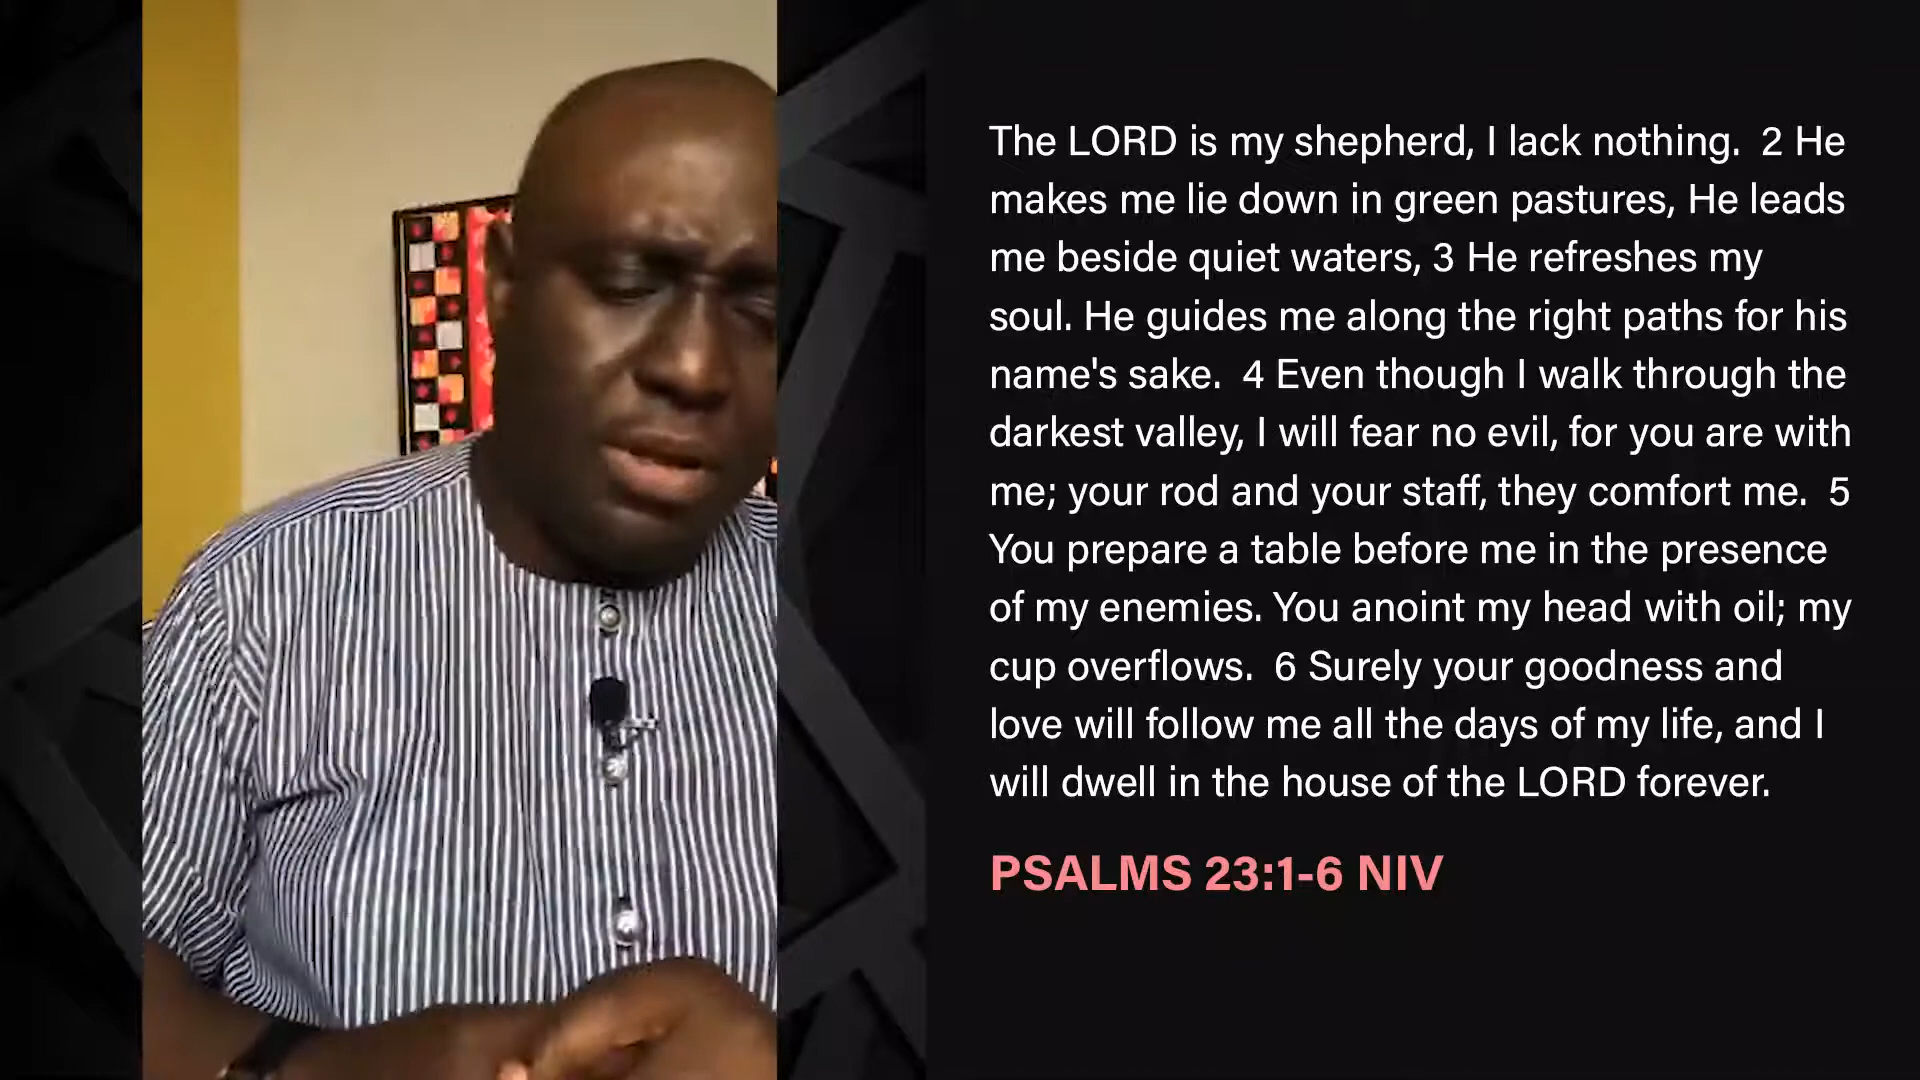 The LORD is my shepherd, I lack nothing.  2 He
makes me lie down in green pastures, He leads
me beside quiet waters, 3 He refreshes my
soul. He guides me along the right paths for his
name's sake.  4 Even though I walk through the
darkest valley, I will fear no evil, for you are with
me; your rod and your staff, they comfort me.  5
You prepare a table before me in the presence
of my enemies. You anoint my head with oil; my
cup overflows.  6 Surely your goodness and
love will follow me all the days of my life, and I
will dwell in the house of the LORD forever.
PSALMS 23:1-6 NIV